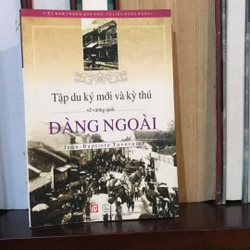 VIỆT NAM TRONG QUÁ KHỨ: TƯ LIỆU NƯỚC NGOÀI
Tập du ký mới và kỳ thú
về vương quốc
ĐÀNG NGOÀI
Jean-Baptiste Tavernier